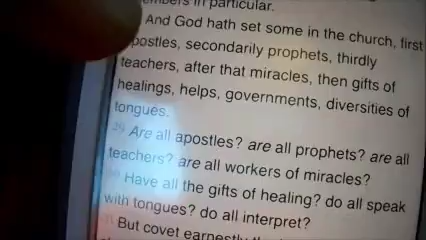 in particular.
And God hath set some in the church, first
apostles, secondarily prophets, thirdly
teachers, after that miracles, then gifts of
healings, helps, governments, diversities of
tongues.
29 Are all apostles? are all prophets? are all
teachers? are all workers of miracles?
Have all the gifts of healing? do all speak
with tongues? do all interpret?
But covet earnestly